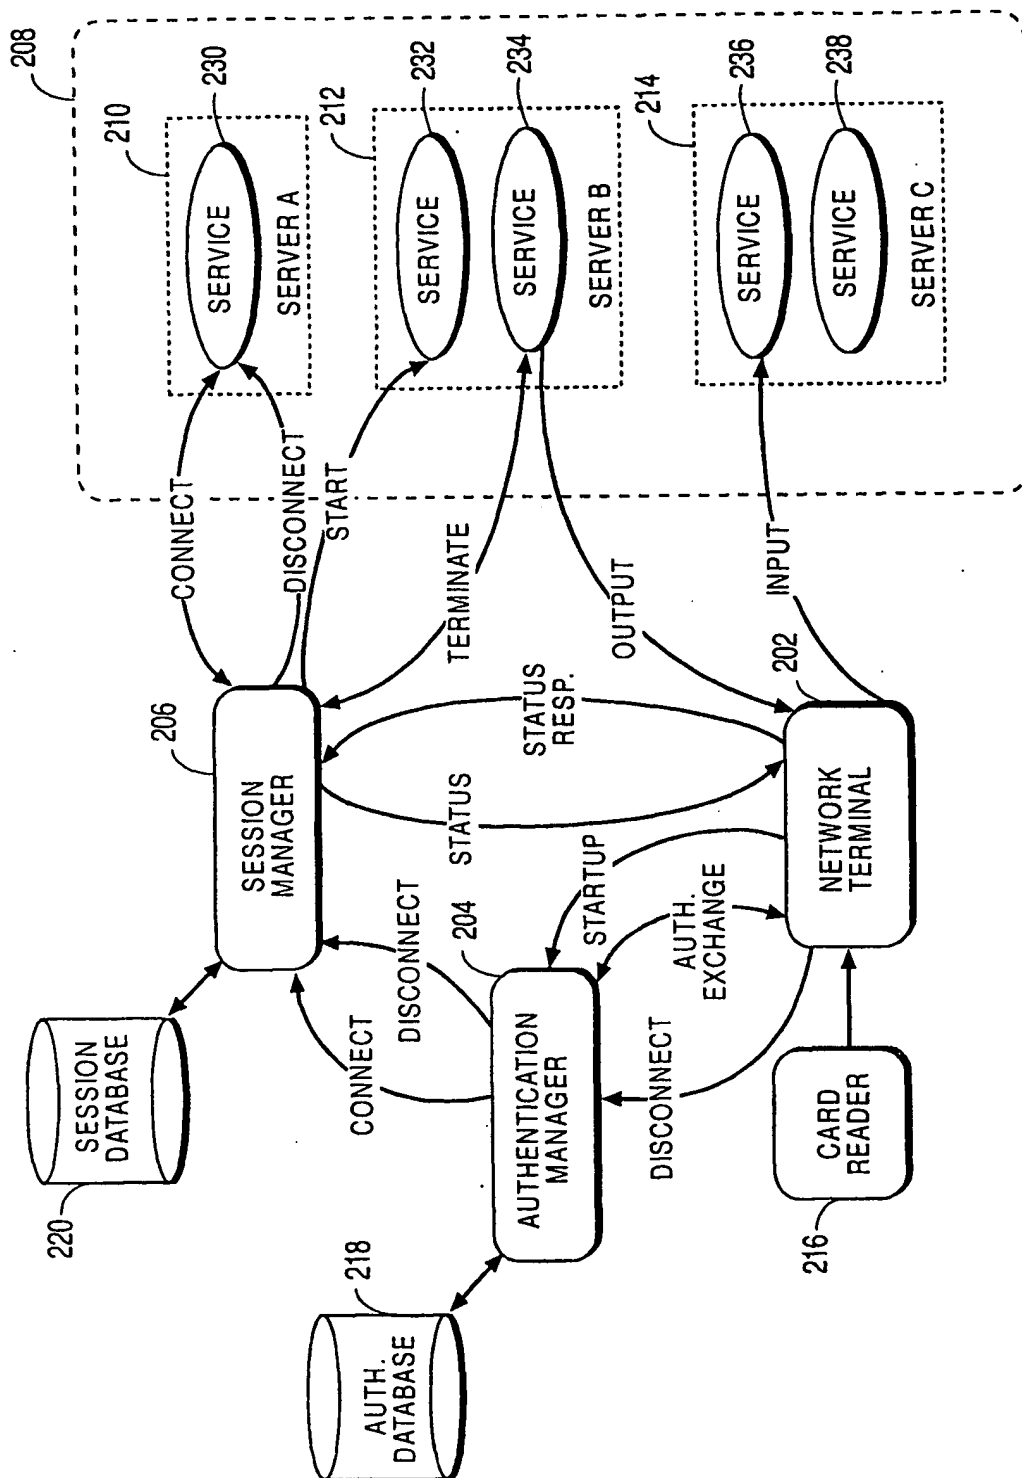 208
210
230
SERVICE
SERVER A
212
232
SERVICE
234
SERVICE
SERVER B
214
236
SERVICE
238
SERVICE
SERVER C
CONNECT
DISCONNECT
START
TERMINATE
OUTPUT
INPUT
206
SESSION
MANAGER
STATUS
STATUS
RESP.
202
NETWORK
TERMINAL
220
SESSION
DATABASE
CONNECT
DISCONNECT
204
AUTHENTICATION
MANAGER
STARTUP
AUTH.
EXCHANGE
DISCONNECT
218
AUTH.
DATABASE
216
CARD
READER